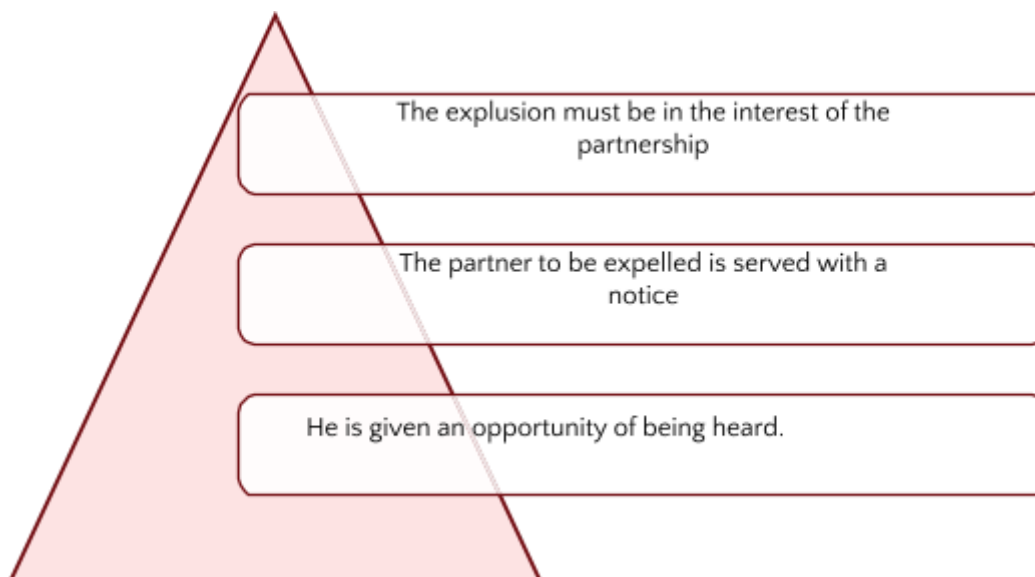 The explusion must be in the interest of the
partnership
The partner to be expelled is served with a
notice
He is given an opportunity of being heard.